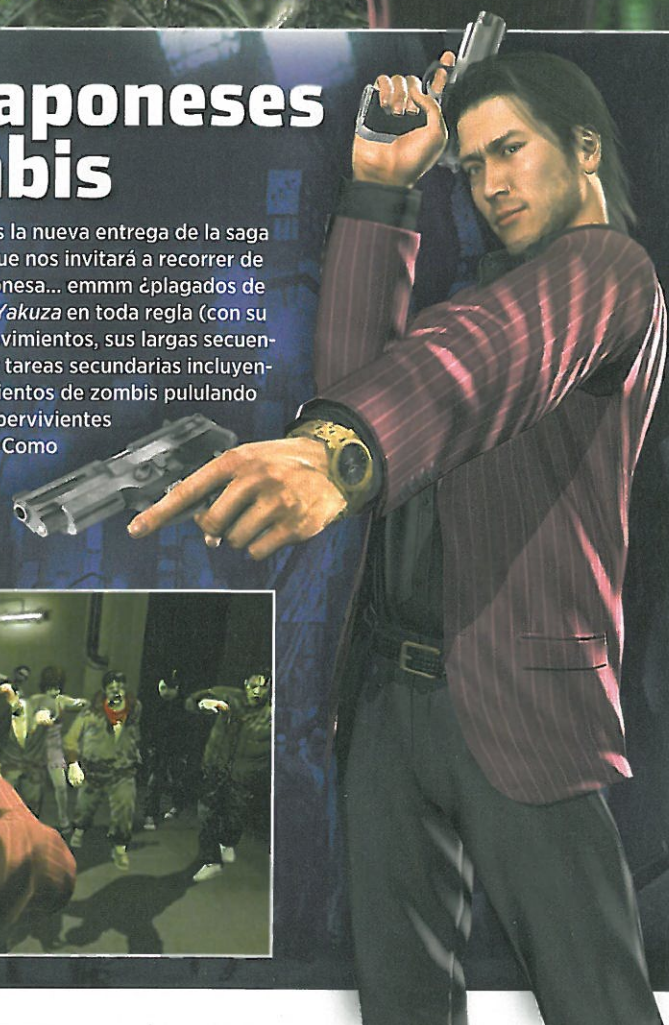 aponeses
bis
s la nueva entrega de la saga
ue nos invitará a recorrer de
onesa... emmm ¿plagados de
Yakuza en toda regla (con su
vimientos, sus largas secuen-
tareas secundarias incluyen-
ientos de zombis pululando
pervivientes
Como